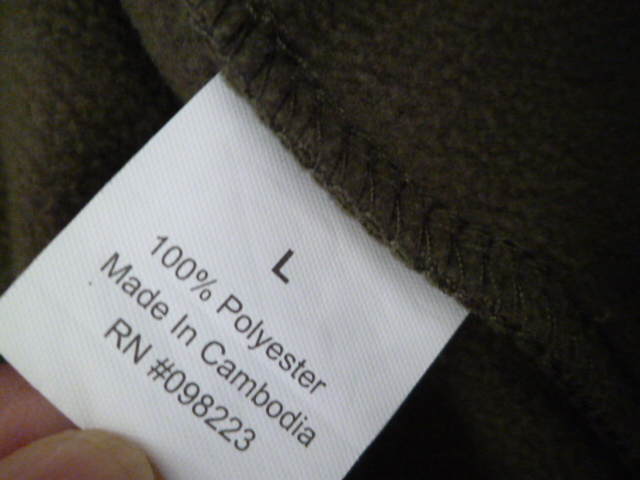 L
100% Polyester
Made In Cambodia
RN #098223